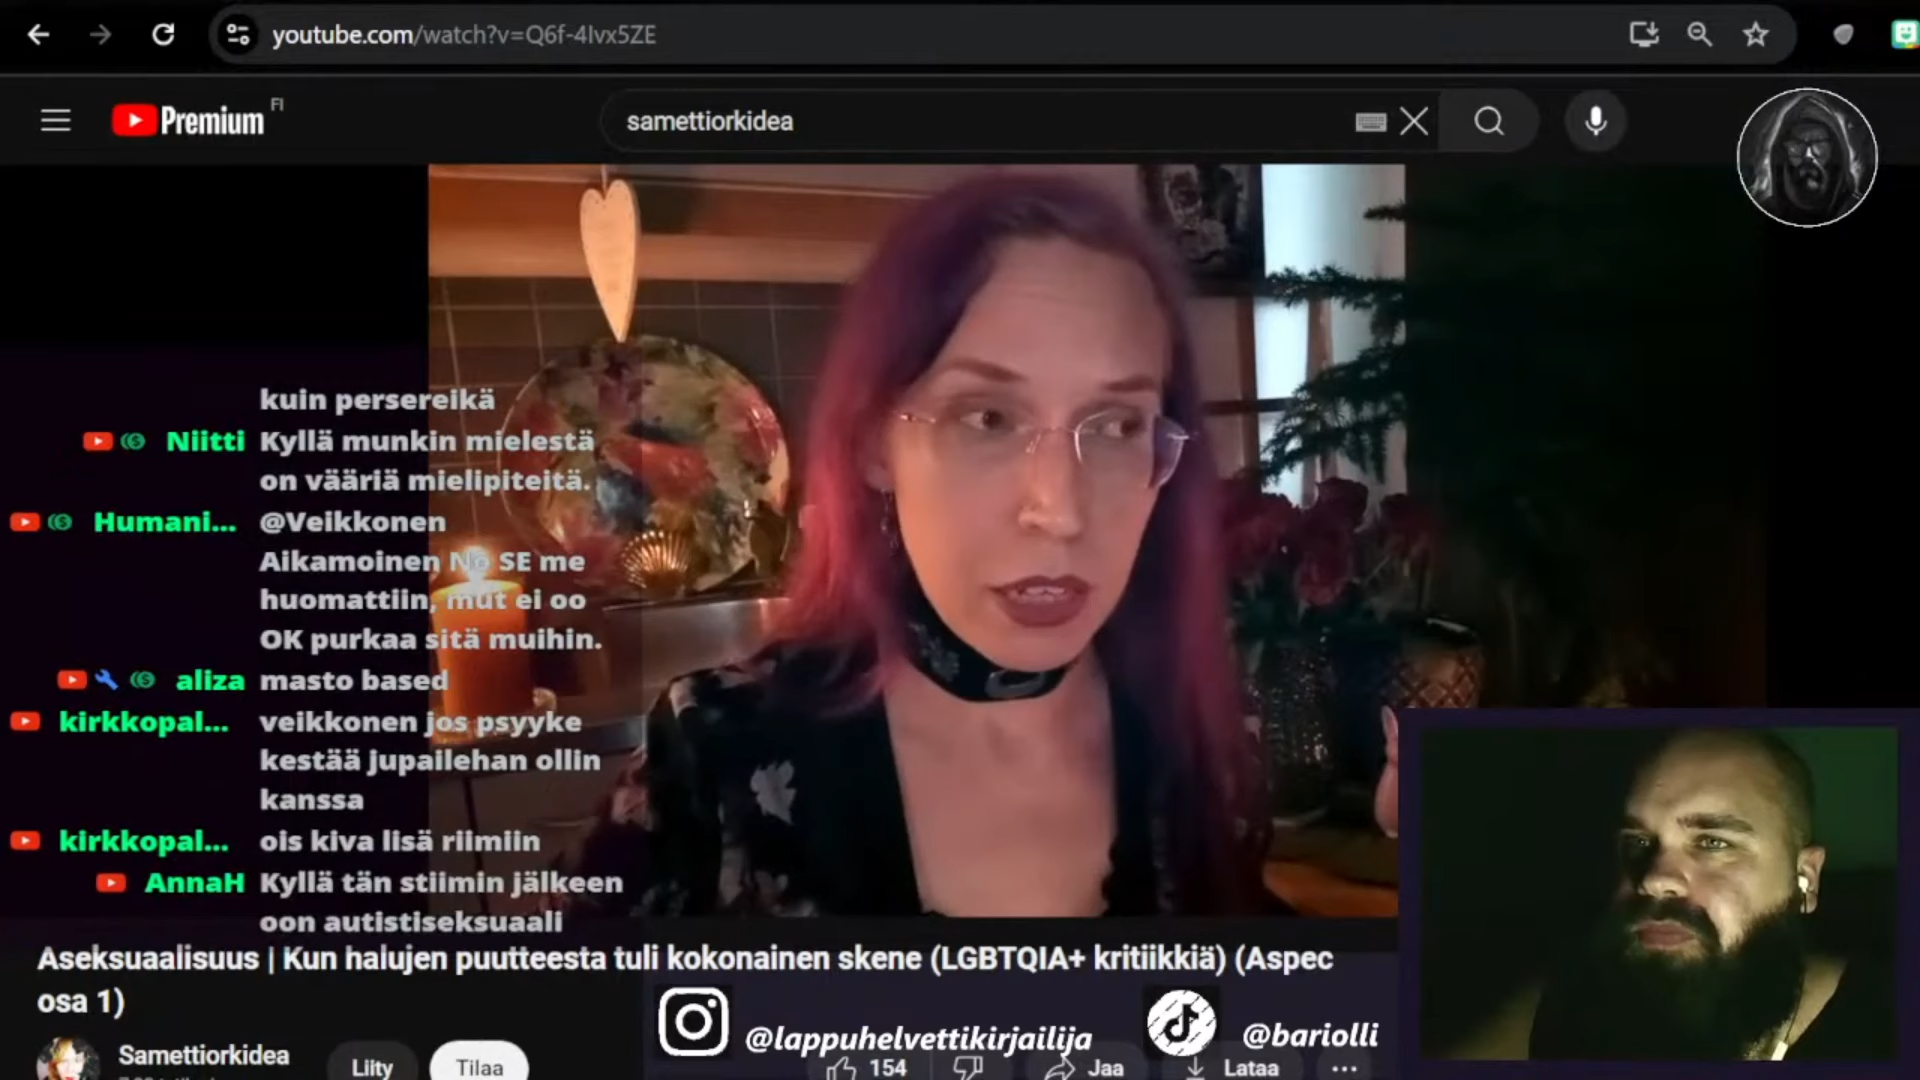 youtube.com/watch?v=Q6f-4lvx5ZE
Premium FI
samettiorkidea
kuin persereikä
Niitti Kyllä munkin mielestä
on vääriä mielipiteitä.
Humani... @Veikkonen
Aikamoinen No SE me
huomattiin, mut ei oo
OK purkaa sitä muihin.
aliza masto based
kirkkopal... veikkonen jos psyyke
kestää jupailehan ollin
kanssa
kirkkopal... ois kiva lisä riimiin
AnnaH Kyllä tän stiimin jälkeen
oon autistiseksuaali
Aseksuaalisuus | Kun halujen puutteesta tuli kokonainen skene (LGBTQIA+ kritiikkiä) (Aspec
osa 1)
@lappuhelvettikirjailija
@bariolli
Samettiorkidea
Liity
Tilaa
154
Jaa
Lataa